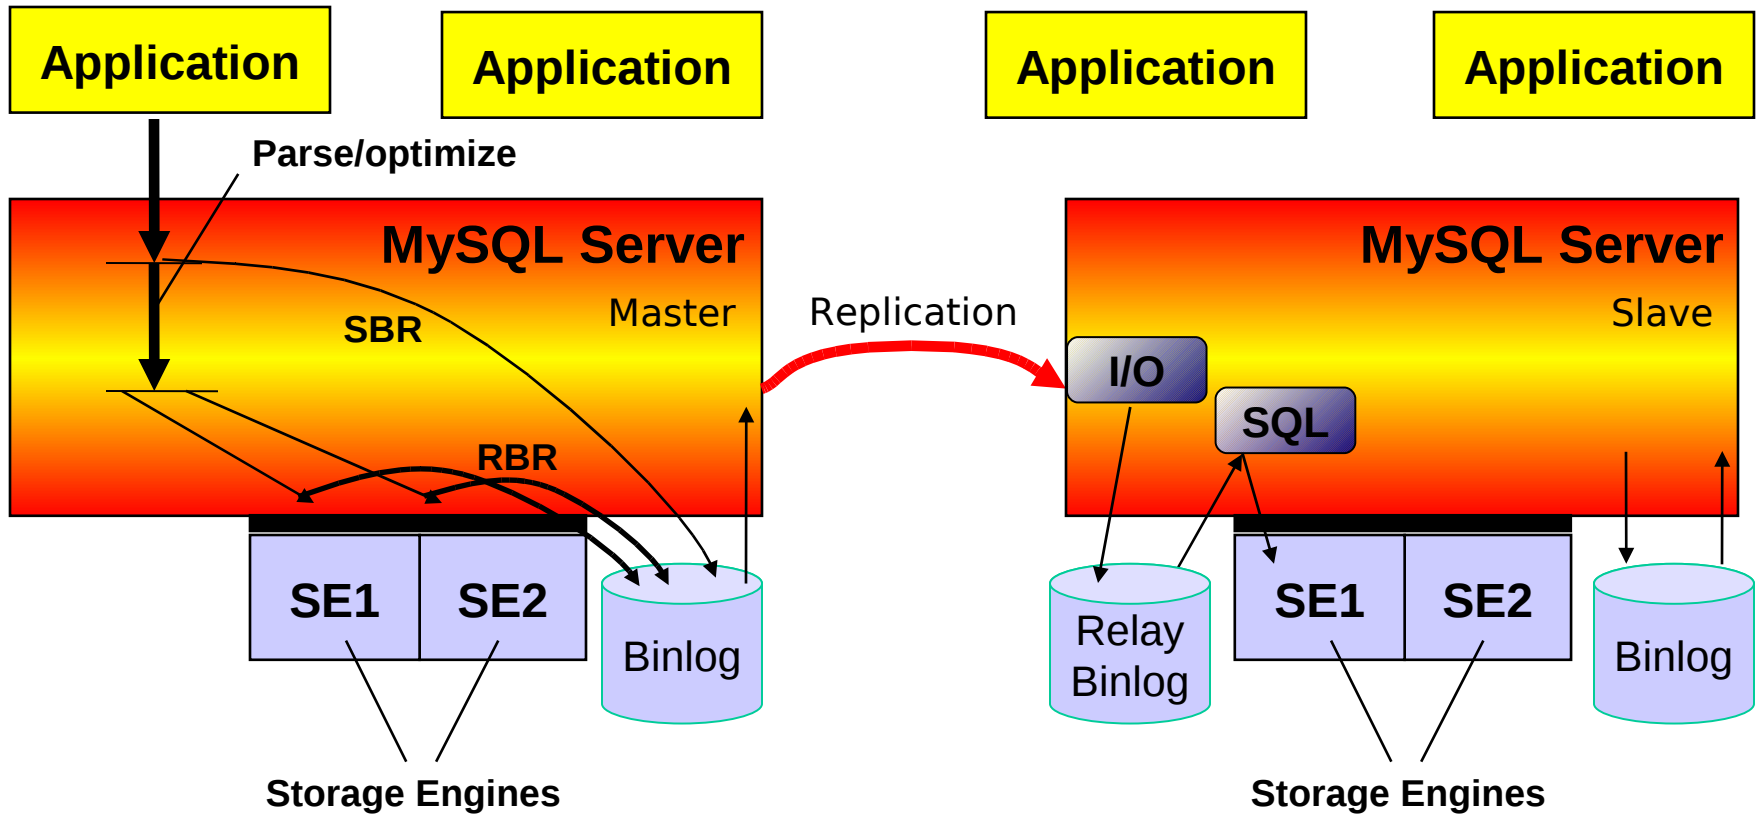 Application
Application
Application
Application
Parse/optimize
MySQL Server
Master
SBR
RBR
SE1
SE2
Binlog
Storage Engines
Replication
MySQL Server
Slave
I/O
SQL
Relay
Binlog
SE1
SE2
Binlog
Storage Engines